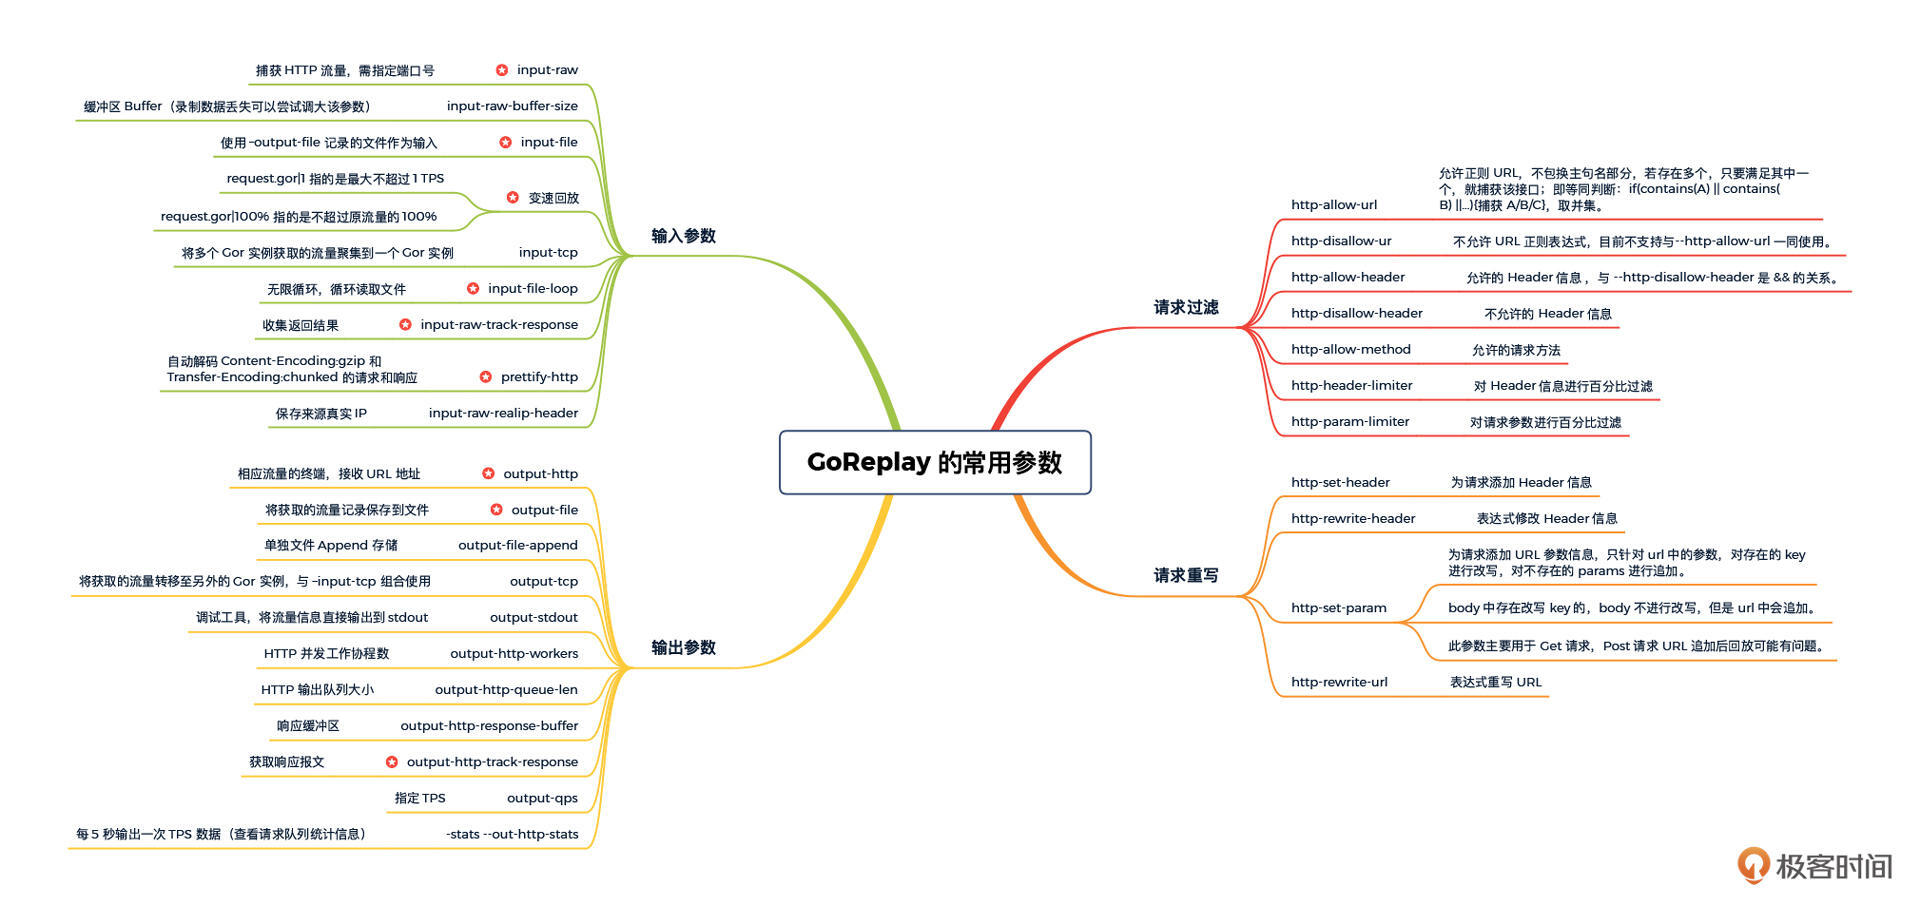 GoReplay 的常用参数
输入参数
input-raw
捕获 HTTP 流量，需指定端口号
input-raw-buffer-size
缓冲区 Buffer（录制数据丢失可以尝试调大该参数）
input-file
使用 –output-file 记录的文件作为输入
变速回放
request.gor|1 指的是最大不超过 1 TPS
request.gor|100% 指的是不超过原流量的 100%
input-tcp
将多个 Gor 实例获取的流量聚集到一个 Gor 实例
input-file-loop
无限循环，循环读取文件
input-raw-track-response
收集返回结果
prettify-http
自动解码 Content-Encoding:gzip 和
Transfer-Encoding:chunked 的请求和响应
input-raw-realip-header
保存来源真实 IP
输出参数
output-http
相应流量的终端，接收 URL 地址
output-file
将获取的流量记录保存到文件
output-file-append
单独文件 Append 存储
output-tcp
将获取的流量转移至另外的 Gor 实例，与 –input-tcp 组合使用
output-stdout
调试工具，将流量信息直接输出到 stdout
output-http-workers
HTTP 并发工作协程数
output-http-queue-len
HTTP 输出队列大小
output-http-response-buffer
响应缓冲区
output-http-track-response
获取响应报文
output-qps
指定 TPS
-stats --out-http-stats
每 5 秒输出一次 TPS 数据（查看请求队列统计信息）
请求过滤
http-allow-url
允许正则 URL，不包换主句名部分，若存在多个，只要满足其中一
个，就捕获该接口；即等同判断：if(contains(A) || contains(
B) ||...){捕获 A/B/C}，取并集。
http-disallow-ur
不允许 URL 正则表达式，目前不支持与--http-allow-url 一同使用。
http-allow-header
允许的 Header 信息 ，与 --http-disallow-header 是 && 的关系。
http-disallow-header
不允许的 Header 信息
http-allow-method
允许的请求方法
http-header-limiter
对 Header 信息进行百分比过滤
http-param-limiter
对请求参数进行百分比过滤
请求重写
http-set-header
为请求添加 Header 信息
http-rewrite-header
表达式修改 Header 信息
http-set-param
为请求添加 URL 参数信息，只针对 url 中的参数，对存在的 key
进行改写，对不存在的 params 进行追加。
body 中存在改写 key 的，body 不进行改写，但是 url 中会追加。
此参数主要用于 Get 请求，Post 请求 URL 追加后回放可能有问题。
http-rewrite-url
表达式重写 URL
极客时间